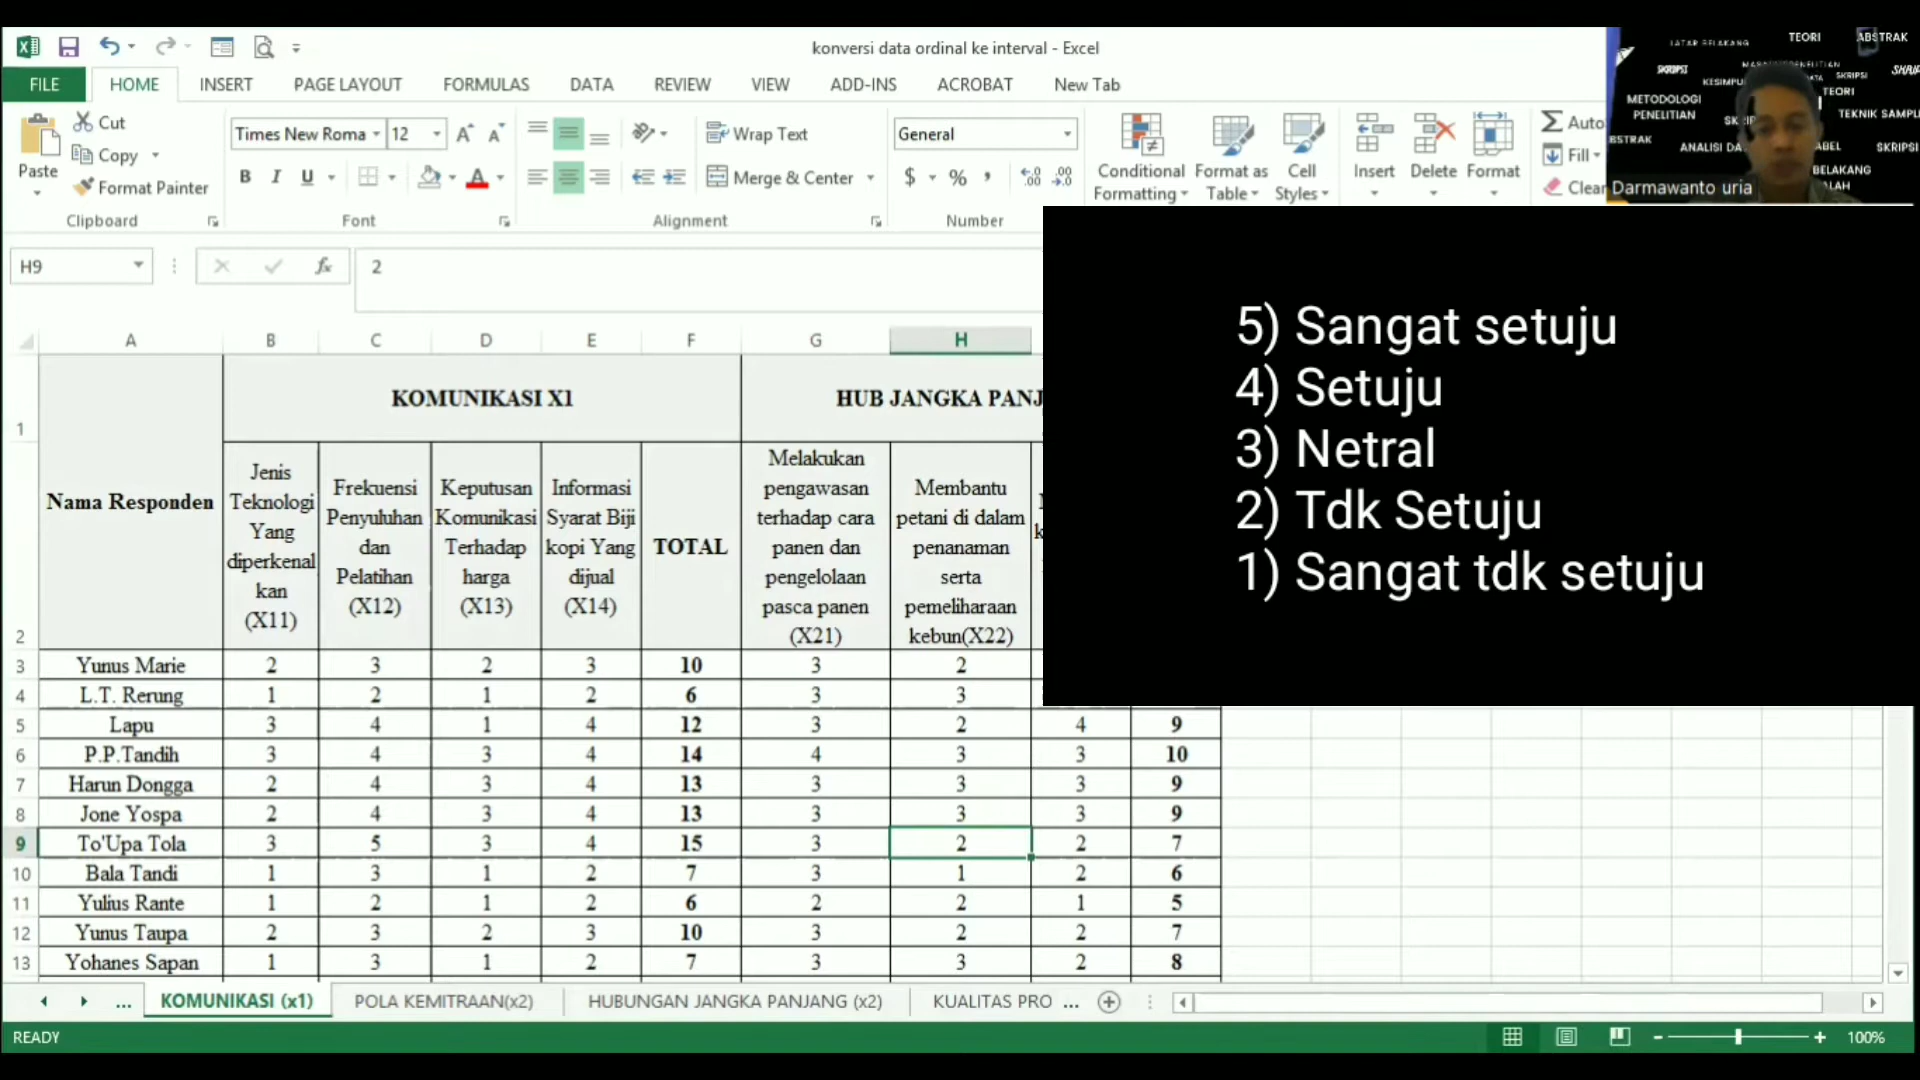 konversi data ordinal ke interval - Excel
FILE HOME INSERT PAGE LAYOUT FORMULAS DATA REVIEW VIEW ADD-INS ACROBAT New Tab
Paste
Cut
Copy
Format Painter
Clipboard
Times New Roma 12
B I U
Font
Wrap Text
Merge & Center
Alignment
General
$ % ,
Number
Conditional Formatting
Format as Table
Cell Styles
Insert Delete Format
Auto
Fill
Clear
TEORI
ABSTRAK
SKRIPSI
METODOLOGI
PENELITIAN
TEORI
SKRIPSI
ANALISI DA
BELAKANG
Darmawanto uria
H9
fx
2
5) Sangat setuju
4) Setuju
3) Netral
2) Tdk Setuju
1) Sangat tdk setuju
A B C D E F G H
1 KOMUNIKASI X1 HUB JANGKA PANJ
2 Nama Responden
Jenis
Teknologi
Yang
diperkenal
kan
(X11)
Frekuensi
Penyuluhan
dan
Pelatihan
(X12)
Keputusan
Komunikasi
Terhadap
harga
(X13)
Informasi
Syarat Biji
kopi Yang
dijual
(X14)
TOTAL
Melakukan
pengawasan
terhadap cara
panen dan
pengelolaan
pasca panen
(X21)
Membantu
petani di dalam
penanaman
serta
pemeliharaan
kebun(X22)
3 Yunus Marie 2 3 2 3 10 3 2
4 L.T. Rerung 1 2 1 2 6 3 3
5 Lapu 3 4 1 4 12 3 2 4 9
6 P.P.Tandih 3 4 3 4 14 4 3 3 10
7 Harun Dongga 2 4 3 4 13 3 3 3 9
8 Jone Yospa 2 4 3 4 13 3 3 3 9
9 To'Upa Tola 3 5 3 4 15 3 2 2 7
10 Bala Tandi 1 3 1 2 7 3 1 2 6
11 Yulius Rante 1 2 1 2 6 2 2 1 5
12 Yunus Taupa 2 3 2 3 10 3 2 2 7
13 Yohanes Sapan 1 3 1 2 7 3 3 2 8
... KOMUNIKASI (x1) POLA KEMITRAAN(x2) HUBUNGAN JANGKA PANJANG (x2) KUALITAS PRO ...
READY
100%